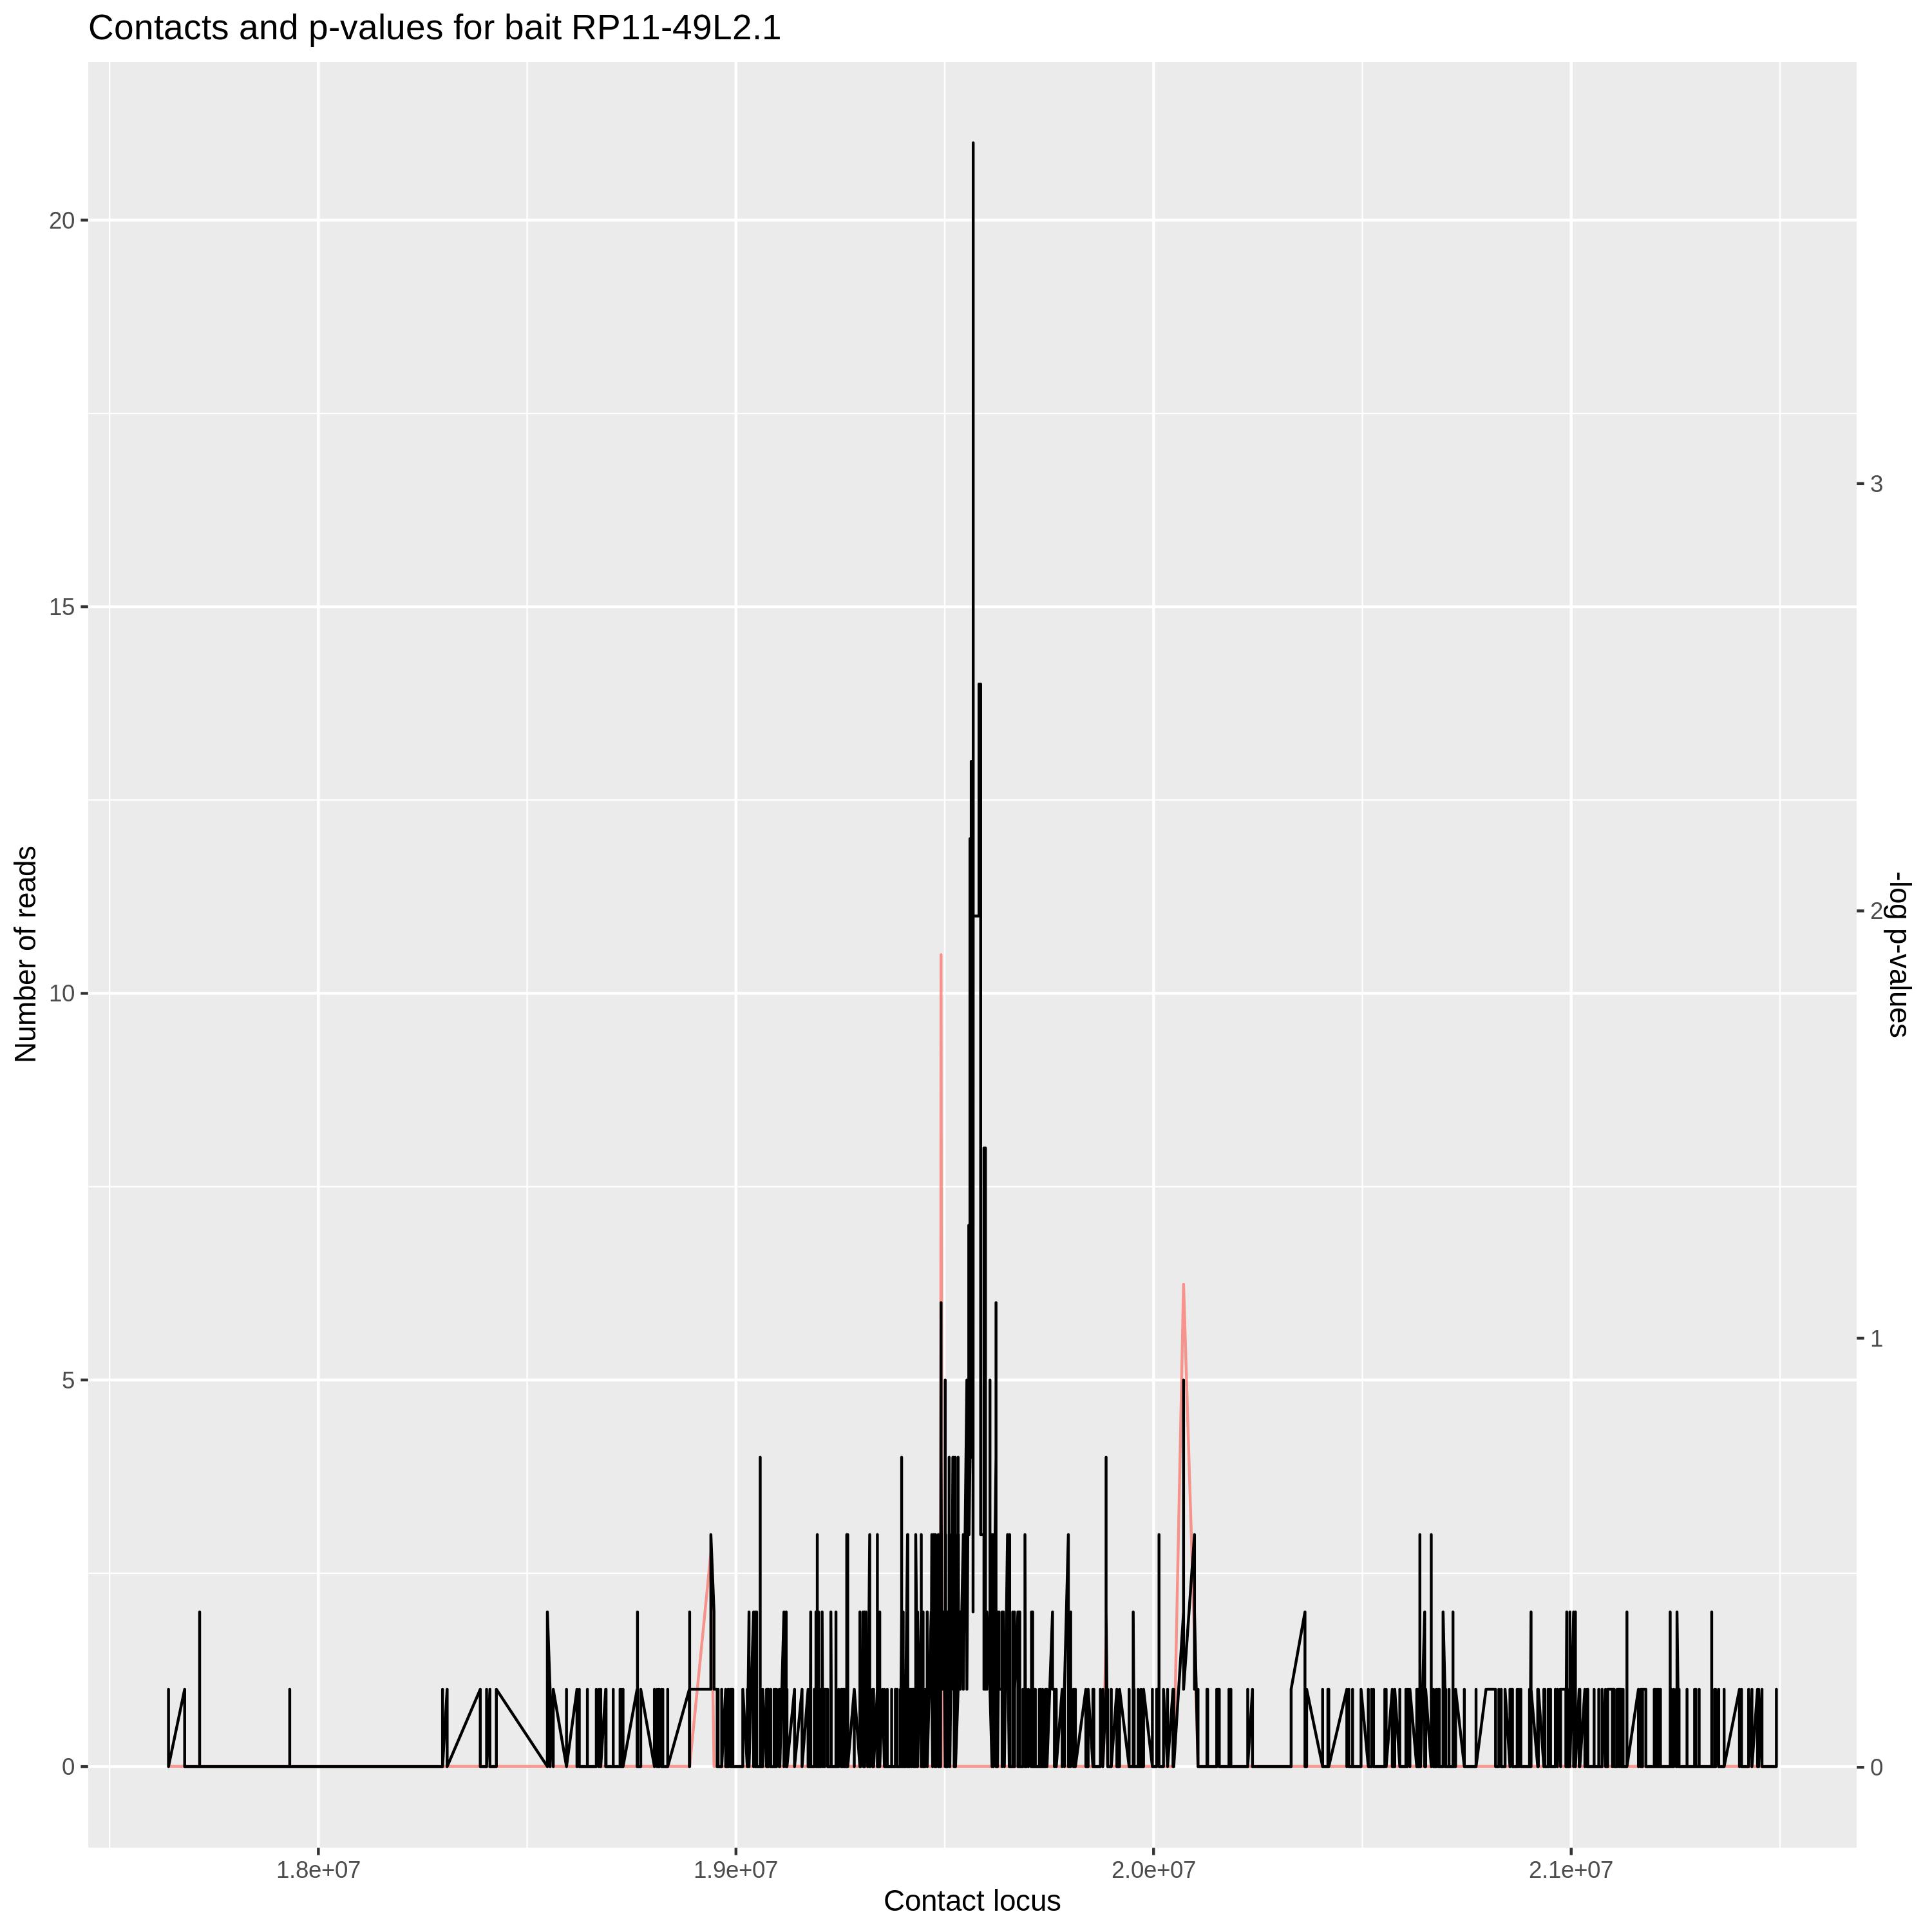 Contacts and p-values for bait RP11-49L2.1
Number of reads
20
15
10
5
0
3
2
1
0
-log p-values
1.8e+07
1.9e+07
2.0e+07
2.1e+07
Contact locus